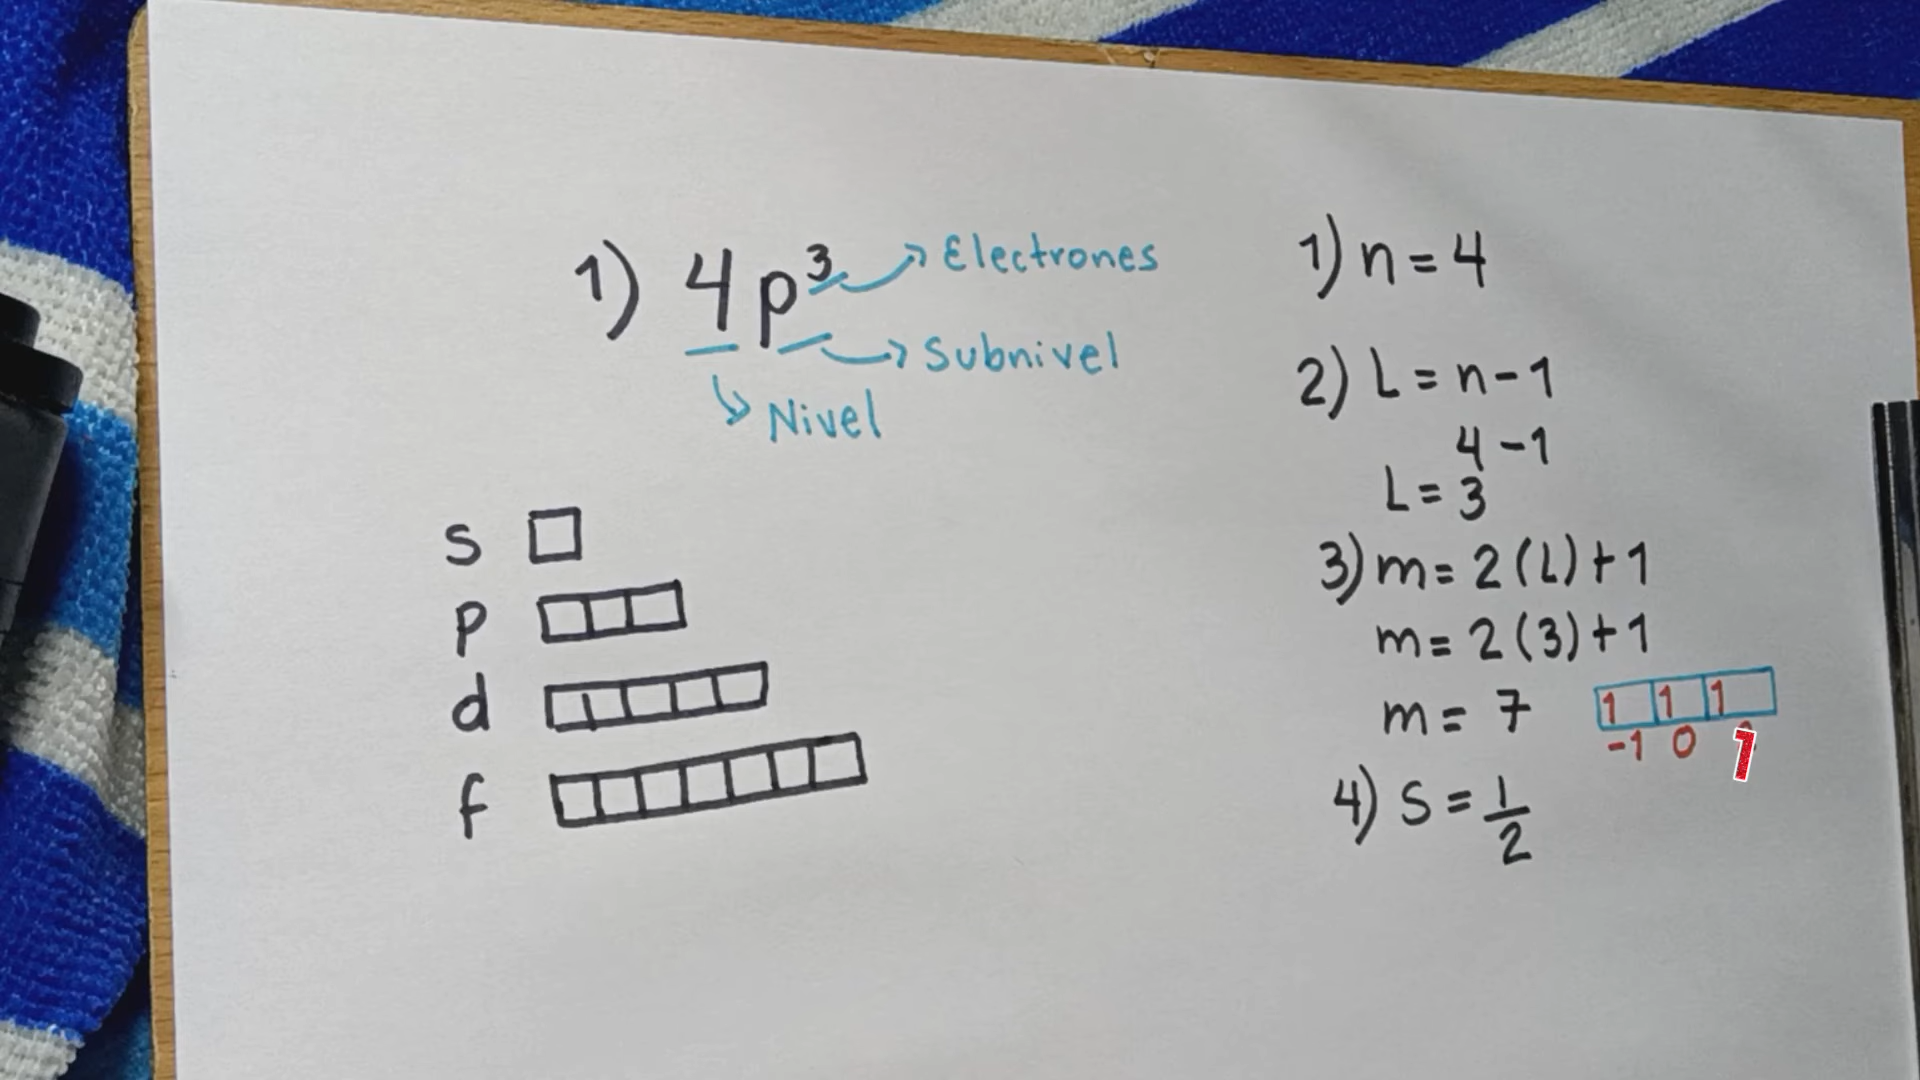 1) 4p³ → Electrones
→ Subnivel
→ Nivel
s
p
d
f
1) n = 4
2) L = n - 1
4 - 1
L = 3
3) m = 2 (L) + 1
m = 2 (3) + 1
m = 7
1 1 1
-1 0 1
4) S = 1/2